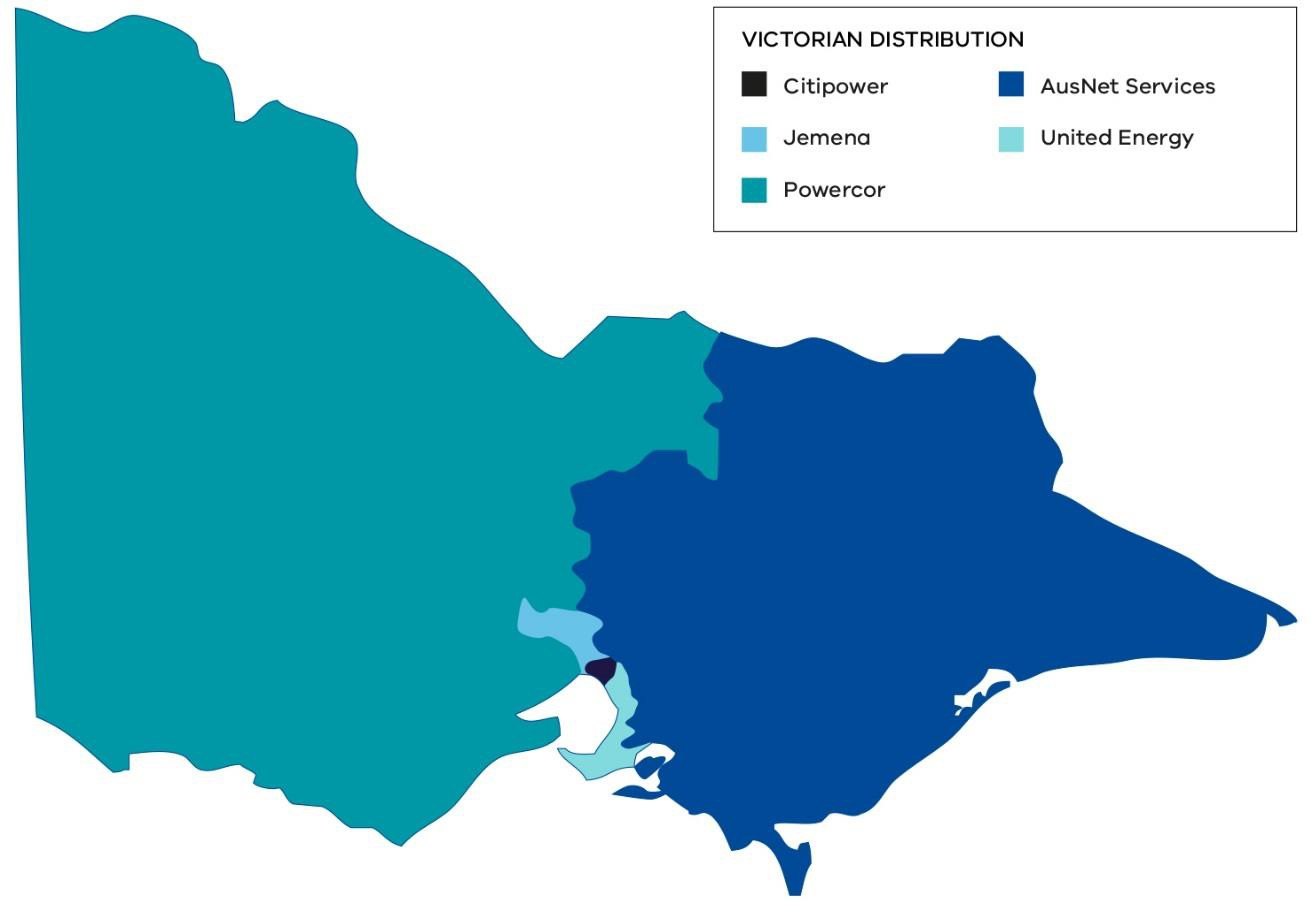 VICTORIAN DISTRIBUTION
Citipower
AusNet Services
Jemena
United Energy
Powercor